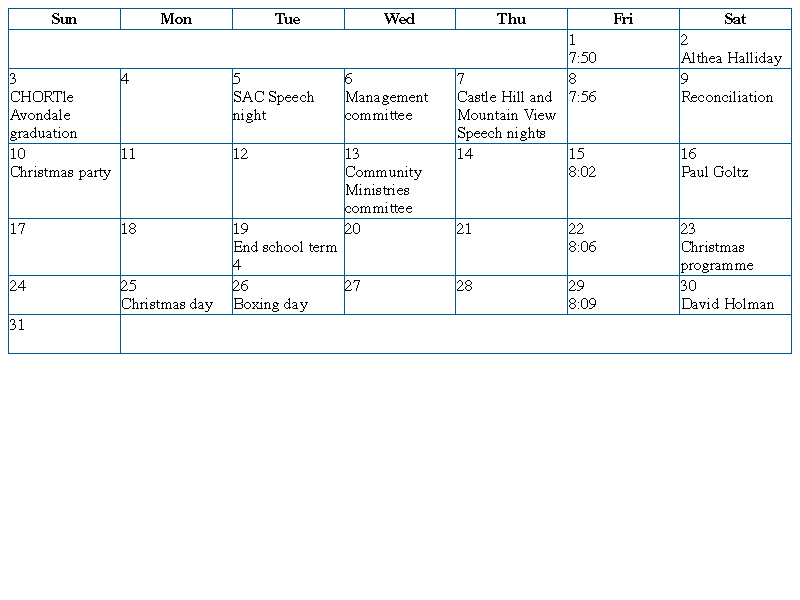 Sun Mon Tue Wed Thu Fri Sat
1
7:50
2
Althea Halliday
3
CHORTle
Avondale
graduation
4
5
SAC Speech
night
6
Management
committee
7
Castle Hill and
Mountain View
Speech nights
8
7:56
9
Reconciliation
10
Christmas party
11
12
13
Community
Ministries
committee
14
15
8:02
16
Paul Goltz
17
18
19
End school term
4
20
21
22
8:06
23
Christmas
programme
24
25
Christmas day
26
Boxing day
27
28
29
8:09
30
David Holman
31